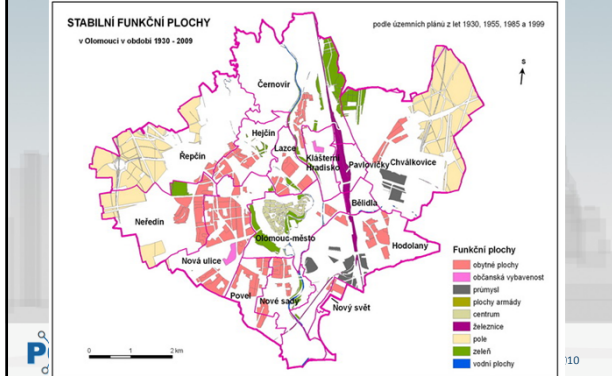 STABILNÍ FUNKČNÍ PLOCHY
v Olomouci v období 1930 - 2009
podle územních plánů z let 1930, 1955, 1985 a 1999
s
Černovír
Hejčín
Lazce
Řepčín
Klášterní
Hradisko
Pavlovičky
Chválkovice
Bělidla
Neředín
Olomouc-město
Hodolany
Nová ulice
Povel
Nové sady
Nový svět
Funkční plochy
obytné plochy
občanská vybavenost
průmysl
plochy armády
centrum
železnice
pole
zeleň
vodní plochy
0 1 2 km
P
010